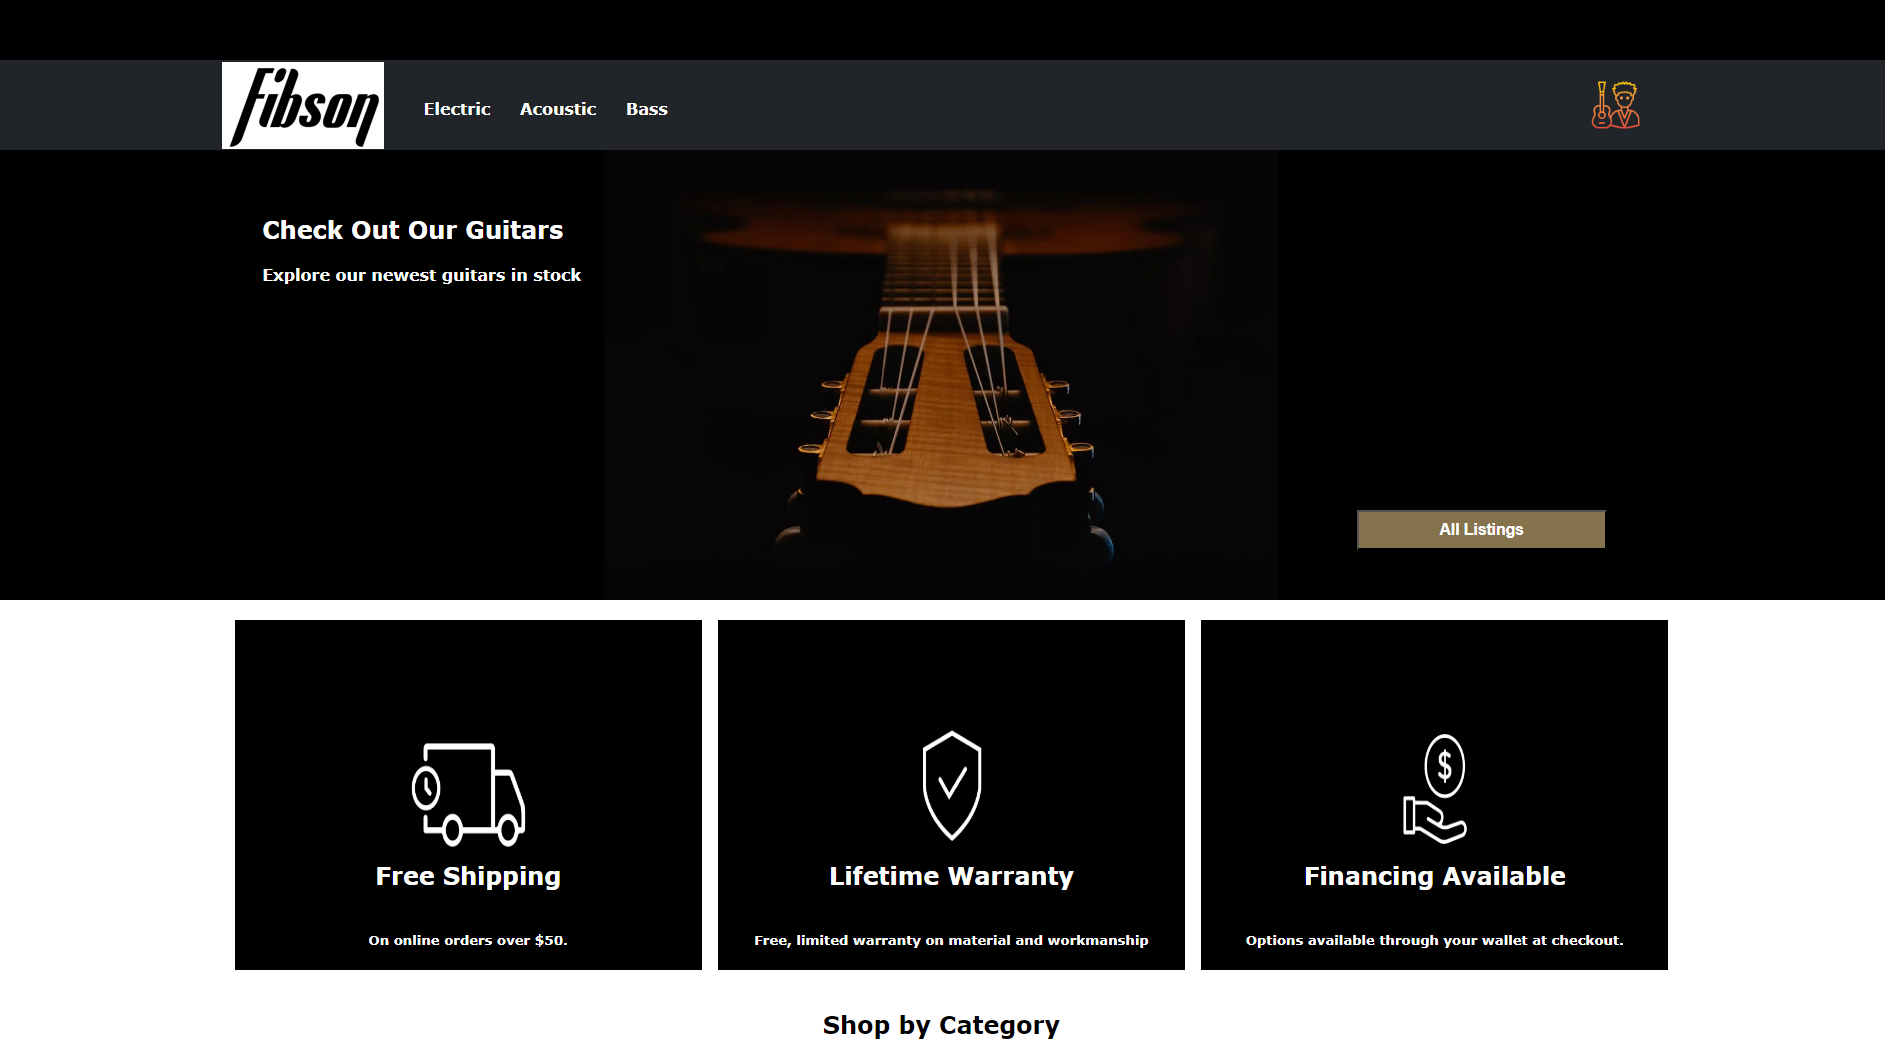 Fibson
Electric Acoustic Bass
Check Out Our Guitars
Explore our newest guitars in stock
All Listings
$
Free Shipping
On online orders over $50.
Lifetime Warranty
Free, limited warranty on material and workmanship
Financing Available
Options available through your wallet at checkout.
Shop by Category